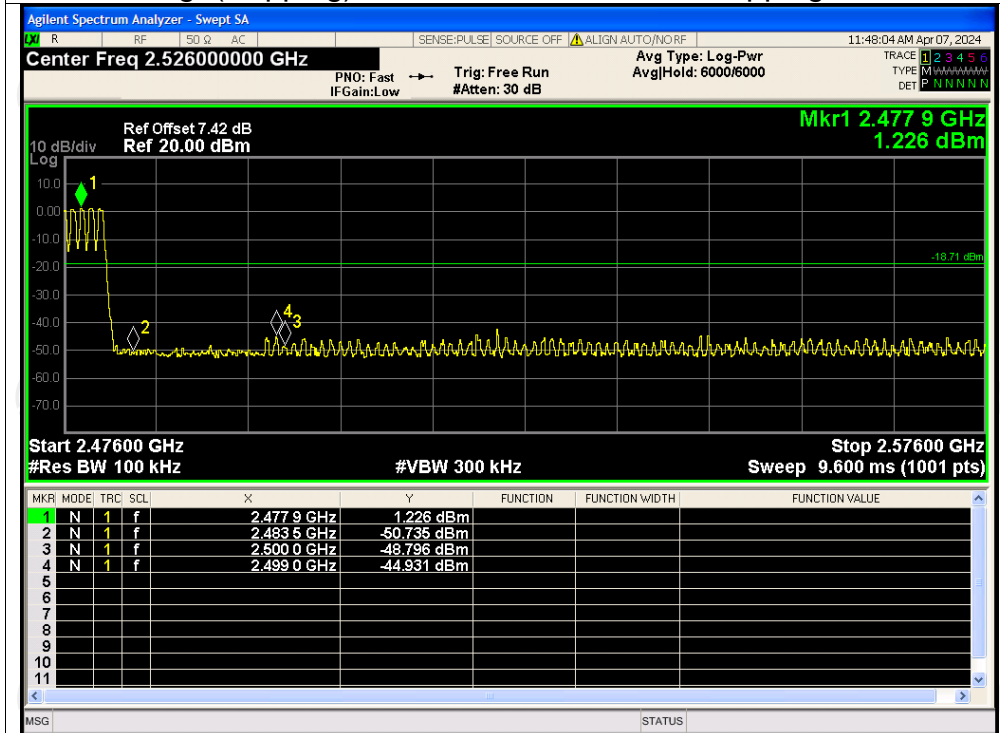 Agilent Spectrum Analyzer - Swept SA
LXI R RF 50 Ω AC SENSE:PULSE SOURCE OFF ALIGN AUTO/NO RF 11:48:04 AM Apr 07, 2024
Center Freq 2.526000000 GHz
PNO: Fast
IFGain:Low
Trig: Free Run
#Atten: 30 dB
Avg Type: Log-Pwr
Avg|Hold: 6000/6000
TRACE 1 2 3 4 5 6
TYPE M W W W W W
DET P N N N N N
Mkr1 2.477 9 GHz
1.226 dBm
Ref Offset 7.42 dB
10 dB/div Ref 20.00 dBm
Log
10.0
0.00
-10.0
-20.0
-30.0
-40.0
-50.0
-60.0
-70.0
1
2
4
3
-18.71 dBm
Start 2.47600 GHz Stop 2.57600 GHz
#Res BW 100 kHz #VBW 300 kHz Sweep 9.600 ms (1001 pts)
MKR MODE TRC SCL X Y FUNCTION FUNCTION WIDTH FUNCTION VALUE
1 N 1 f 2.477 9 GHz 1.226 dBm
2 N 1 f 2.483 5 GHz -50.735 dBm
3 N 1 f 2.500 0 GHz -48.796 dBm
4 N 1 f 2.499 0 GHz -44.931 dBm
5
6
7
8
9
10
11
MSG STATUS